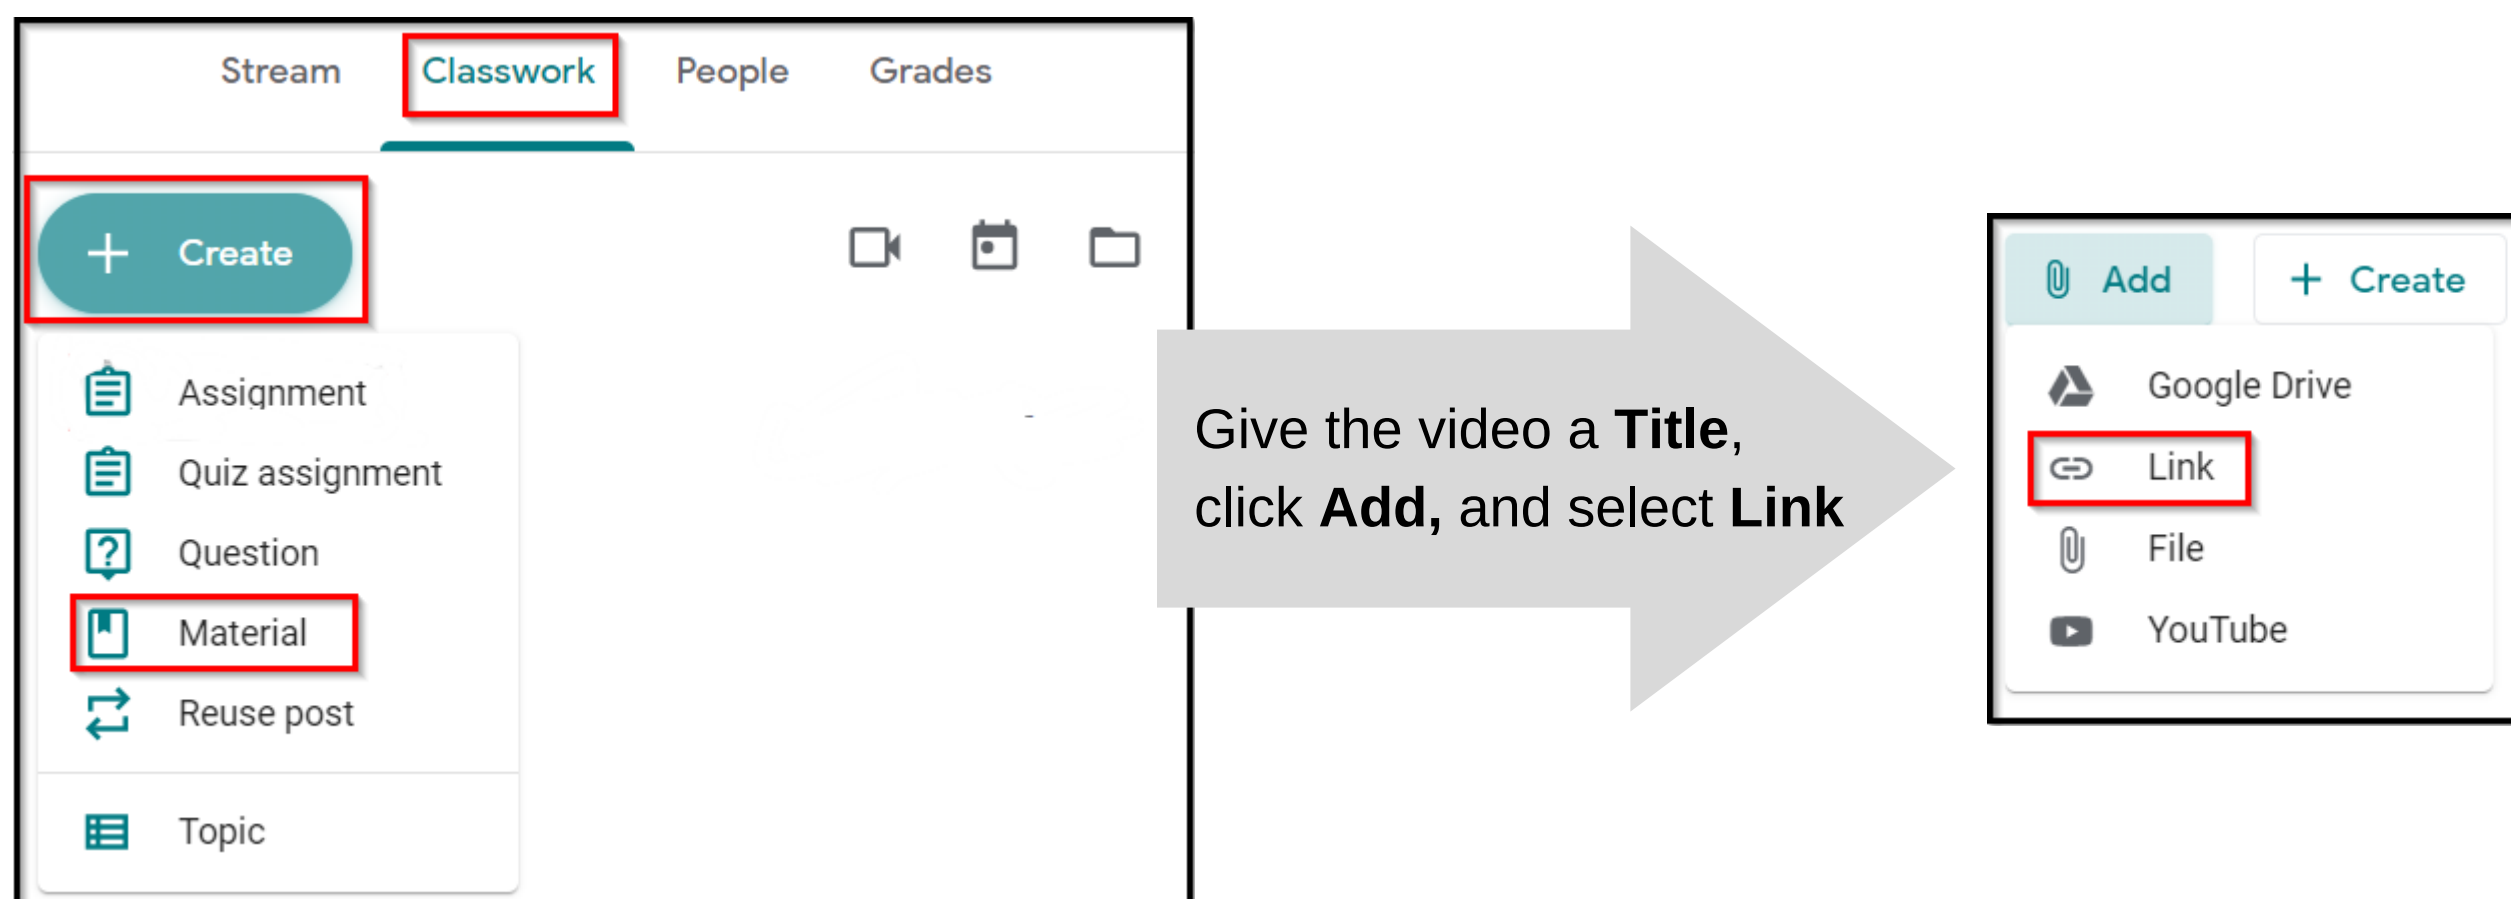 Stream Classwork People Grades
Create
Assignment
Quiz assignment
Question
Material
Reuse post
Topic
Give the video a Title,
click Add, and select Link
Add Create
Google Drive
Link
File
YouTube